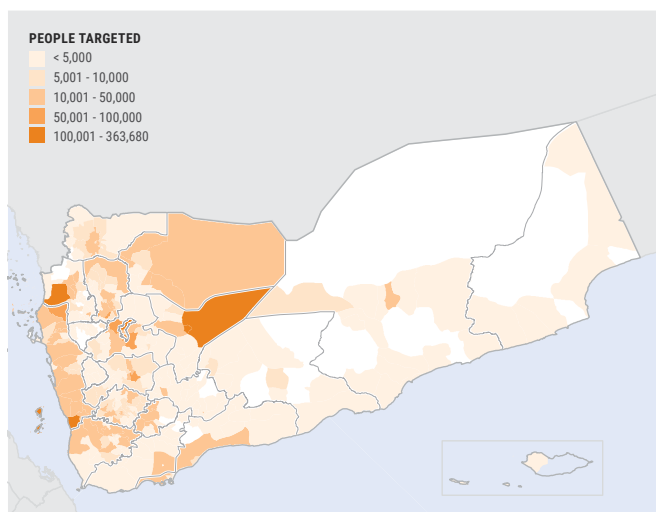 PEOPLE TARGETED
< 5,000
5,001 - 10,000
10,001 - 50,000
50,001 - 100,000
100,001 - 363,680